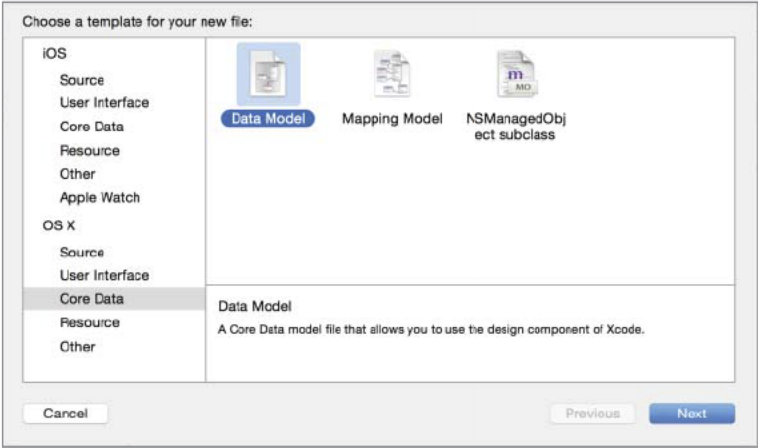 Choose a template for your new file:
iOS
Source
User Interface
Core Data
Resource
Other
Apple Watch
OS X
Source
User Interface
Core Data
Resource
Other
Data Model
Mapping Model
m
MO
NSManagedObj
ect subclass
Data Model
A Core Data model file that allows you to use the design component of Xcode.
Cancel
Previous
Next